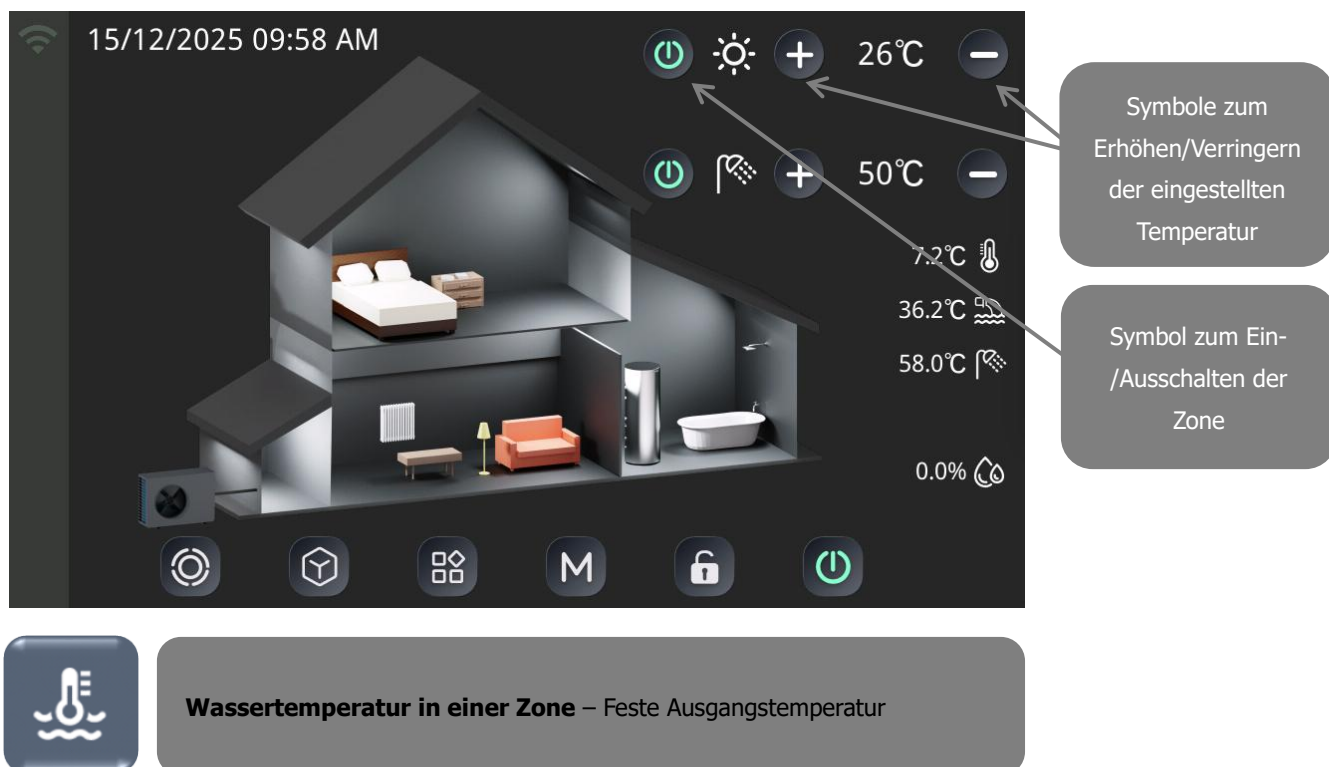 15/12/2025 09:58 AM
26℃
50℃
7.2℃
36.2℃
58.0℃
0.0%
M
Symbole zum
Erhöhen/Verringern
der eingestellten
Temperatur
Symbol zum Ein-
/Ausschalten der
Zone
Wassertemperatur in einer Zone – Feste Ausgangstemperatur